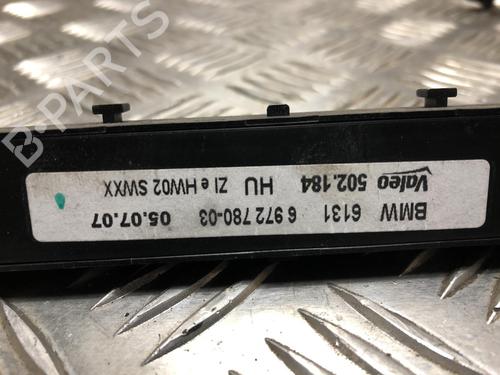 BMW 6131 6 972 780-03 05.07.07
Valeo 502.184 HU ZI e HW02 SWXX
B-PARTS